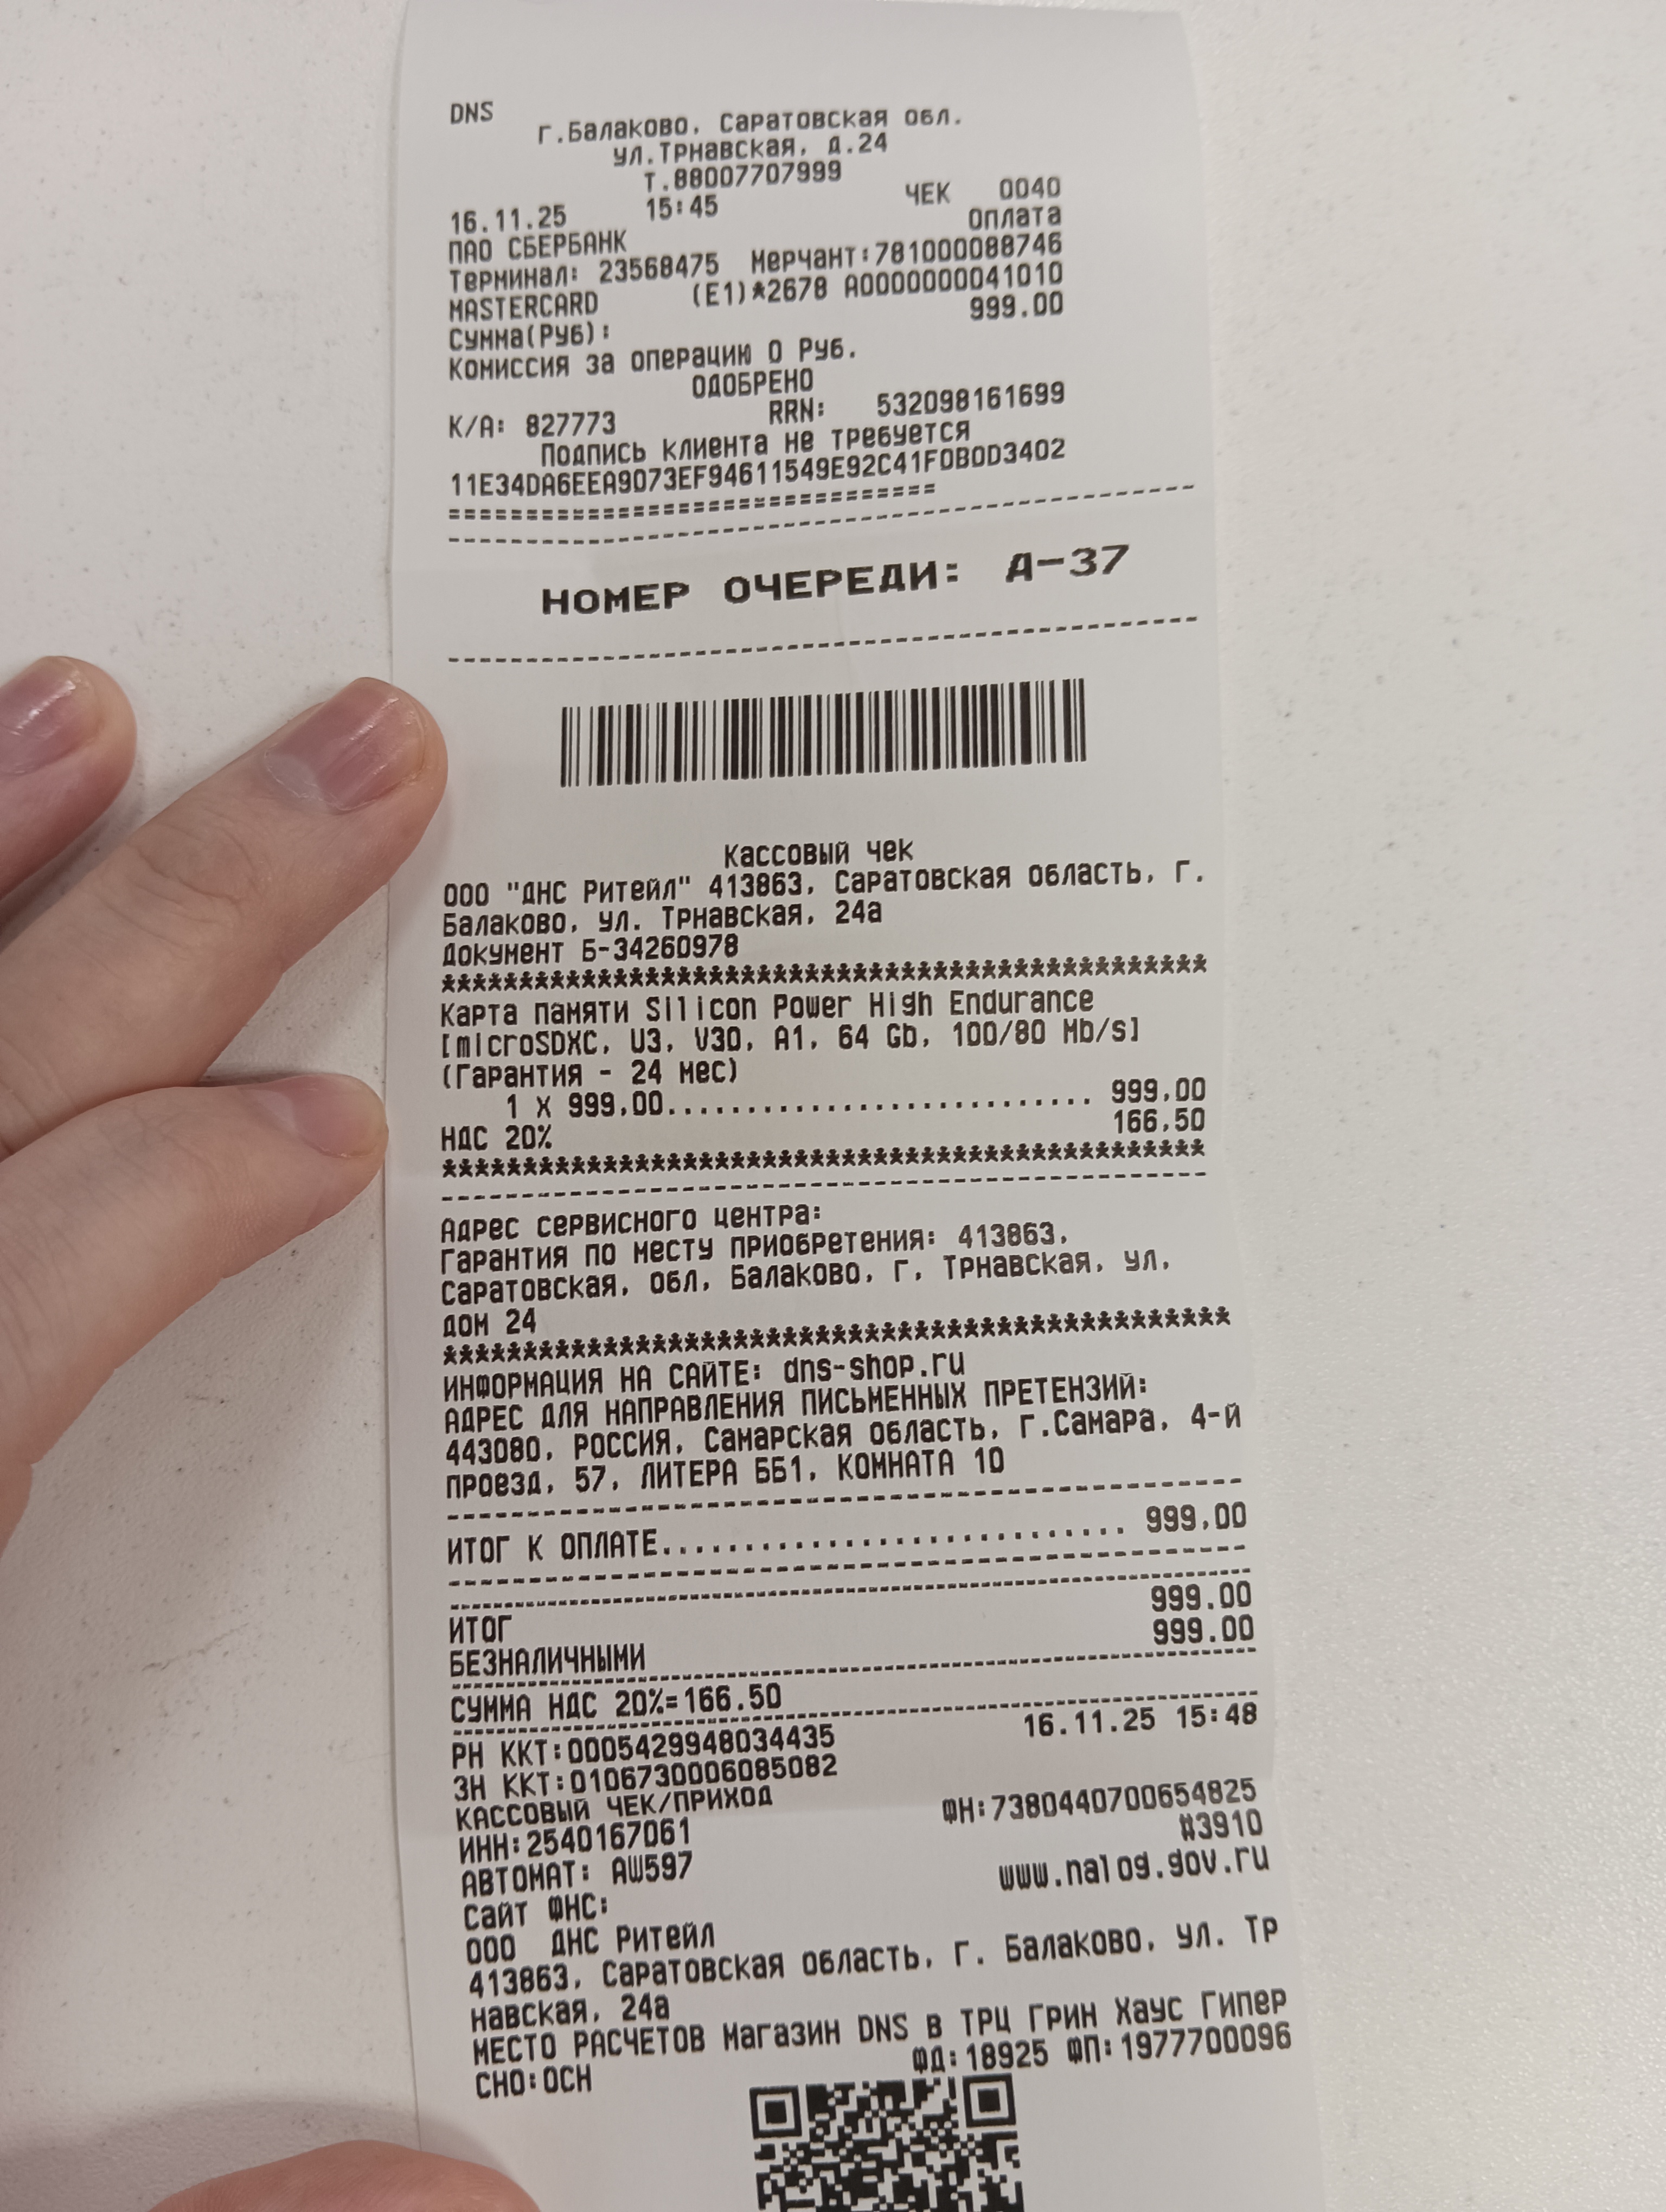 DNS
г.Балаково, Саратовская обл.
ул.Трнавская, д.24
т.88007707999
16.11.25 15:45 ЧЕК 0040
ПАО СБЕРБАНК Оплата
Терминал: 23568475 Мерчант:781000088746
MASTERCARD (E1)*2678 A0000000041010
Сумма(Руб): 999.00
Комиссия за операцию 0 Руб.
ОДОБРЕНО
К/А: 827773 RRN: 532098161699
Подпись клиента не требуется
11E34DA6EEA9073EF94611549E92C41F0B0D3402
===============================
НОМЕР ОЧЕРЕДИ: Д-37
Кассовый чек
ООО "ДНС Ритейл" 413863, Саратовская область, г.
Балаково, ул. Трнавская, 24а
Документ Б-34260978
************************************************
Карта памяти Silicon Power High Endurance
[microSDXC, U3, V30, A1, 64 Gb, 100/80 Mb/s]
(Гарантия - 24 мес)
1 X 999,00........................... 999,00
НДС 20% 166,50
************************************************
Адрес сервисного центра:
Гарантия по месту приобретения: 413863,
Саратовская, обл, Балаково, г, Трнавская, ул,
дом 24
************************************************
ИНФОРМАЦИЯ НА САЙТЕ: dns-shop.ru
АДРЕС ДЛЯ НАПРАВЛЕНИЯ ПИСЬМЕННЫХ ПРЕТЕНЗИЙ:
443080, РОССИЯ, Самарская область, г.Самара, 4-й
проезд, 57, ЛИТЕРА ББ1, КОМНАТА 10
ИТОГ К ОПЛАТЕ............................. 999,00
ИТОГ 999.00
БЕЗНАЛИЧНЫМИ 999.00
СУММА НДС 20%=166.50
РН ККТ:0005429948034435 16.11.25 15:48
ЗН ККТ:0106730006085082
КАССОВЫЙ ЧЕК/ПРИХОД
ИНН:2540167061 ФН:7380440700654825
АВТОМАТ: AW597 #3910
Сайт ФНС: www.nalog.gov.ru
ООО ДНС Ритейл
413863, Саратовская область, г. Балаково, ул. Тр
навская, 24а
МЕСТО РАСЧЕТОВ Магазин DNS в ТРЦ Грин Хаус Гипер
СНО:ОСН ФД:18925 ФП:1977700096